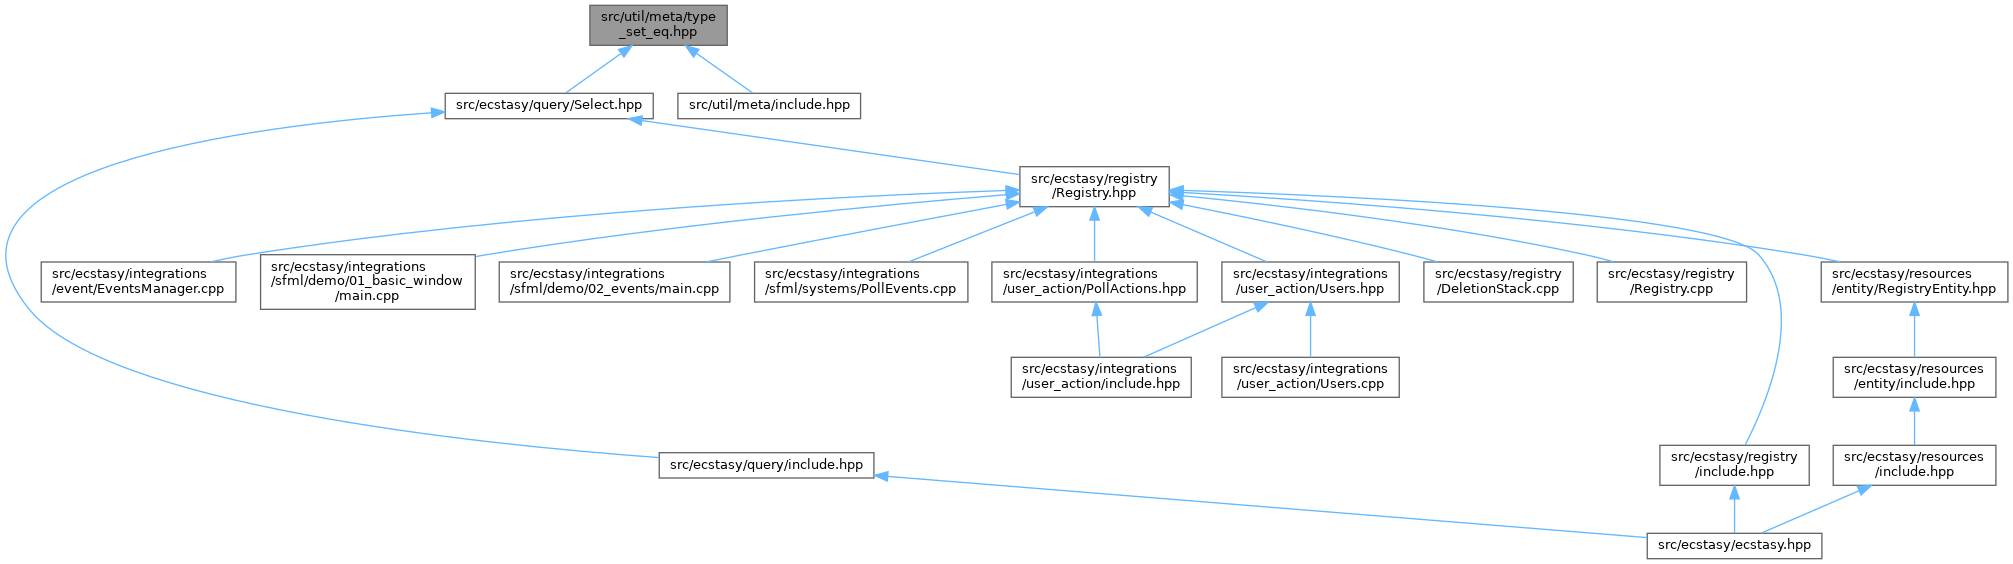 src/util/meta/type
_set_eq.hpp
src/ecstasy/query/Select.hpp
src/util/meta/include.hpp
src/ecstasy/registry
/Registry.hpp
src/ecstasy/integrations
/event/EventsManager.cpp
src/ecstasy/integrations
/sfml/demo/01_basic_window
/main.cpp
src/ecstasy/integrations
/sfml/demo/02_events/main.cpp
src/ecstasy/integrations
/sfml/systems/PollEvents.cpp
src/ecstasy/integrations
/user_action/PollActions.hpp
src/ecstasy/integrations
/user_action/Users.hpp
src/ecstasy/registry
/DeletionStack.cpp
src/ecstasy/registry
/Registry.cpp
src/ecstasy/resources
/entity/RegistryEntity.hpp
src/ecstasy/integrations
/user_action/include.hpp
src/ecstasy/integrations
/user_action/Users.cpp
src/ecstasy/resources
/entity/include.hpp
src/ecstasy/query/include.hpp
src/ecstasy/registry
/include.hpp
src/ecstasy/resources
/include.hpp
src/ecstasy/ecstasy.hpp